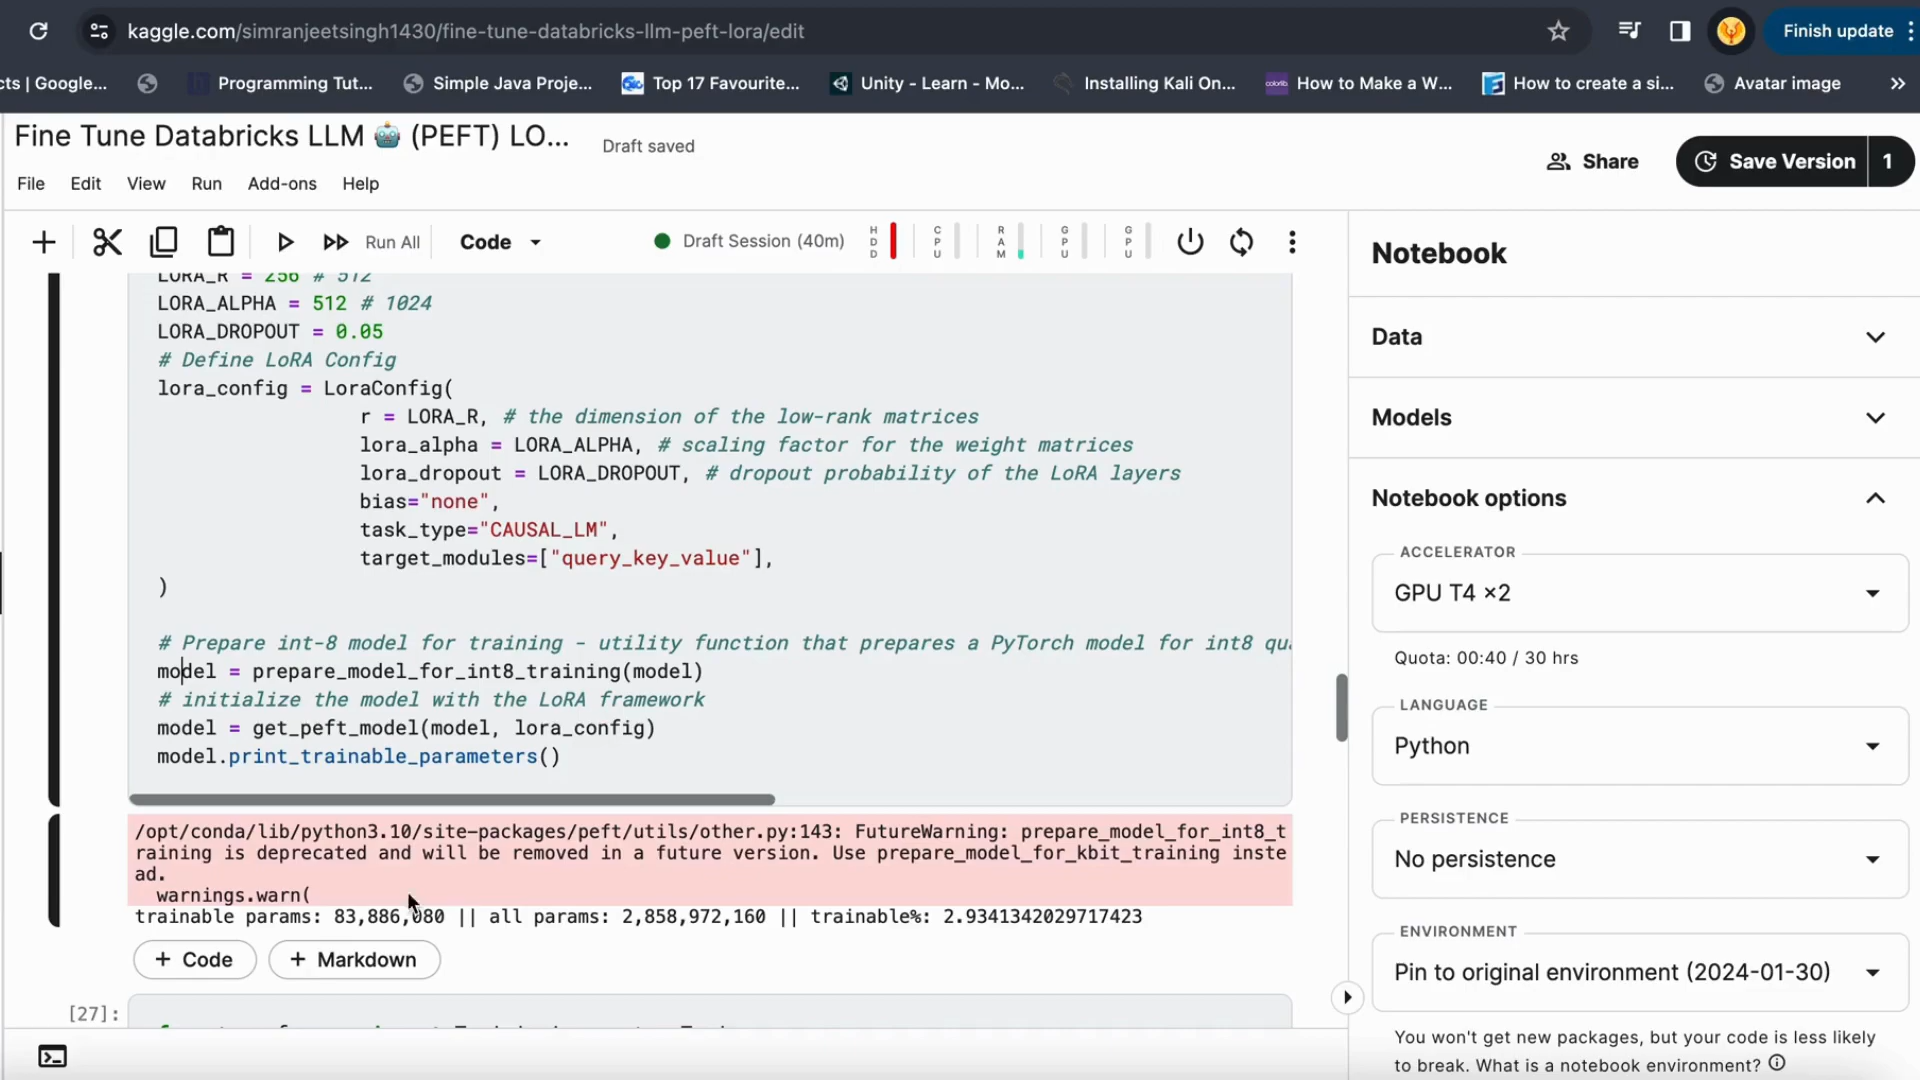 kaggle.com/simranjeetsingh1430/fine-tune-databricks-llm-peft-lora/edit
Finish update
cts | Google...
Programming Tut...
Simple Java Proje...
Top 17 Favourite...
Unity - Learn - Mo...
Installing Kali On...
How to Make a W...
How to create a si...
Avatar image
Fine Tune Databricks LLM 🤖 (PEFT) LO...
Draft saved
File Edit View Run Add-ons Help
Share
Save Version 1
Run All
Code
Draft Session (40m)
HDD
CPU
RAM
GPU
GPU
LORA_R = 256 # 512
LORA_ALPHA = 512 # 1024
LORA_DROPOUT = 0.05
# Define LoRA Config
lora_config = LoraConfig(
r = LORA_R, # the dimension of the low-rank matrices
lora_alpha = LORA_ALPHA, # scaling factor for the weight matrices
lora_dropout = LORA_DROPOUT, # dropout probability of the LoRA layers
bias="none",
task_type="CAUSAL_LM",
target_modules=["query_key_value"],
)
# Prepare int-8 model for training - utility function that prepares a PyTorch model for int8 qu
model = prepare_model_for_int8_training(model)
# initialize the model with the LoRA framework
model = get_peft_model(model, lora_config)
model.print_trainable_parameters()
/opt/conda/lib/python3.10/site-packages/peft/utils/other.py:143: FutureWarning: prepare_model_for_int8_t
raining is deprecated and will be removed in a future version. Use prepare_model_for_kbit_training inste
ad.
warnings.warn(
trainable params: 83,886,080 || all params: 2,858,972,160 || trainable%: 2.9341342029717423
+ Code
+ Markdown
[27]:
Notebook
Data
Models
Notebook options
ACCELERATOR
GPU T4 ×2
Quota: 00:40 / 30 hrs
LANGUAGE
Python
PERSISTENCE
No persistence
ENVIRONMENT
Pin to original environment (2024-01-30)
You won't get new packages, but your code is less likely
to break. What is a notebook environment?